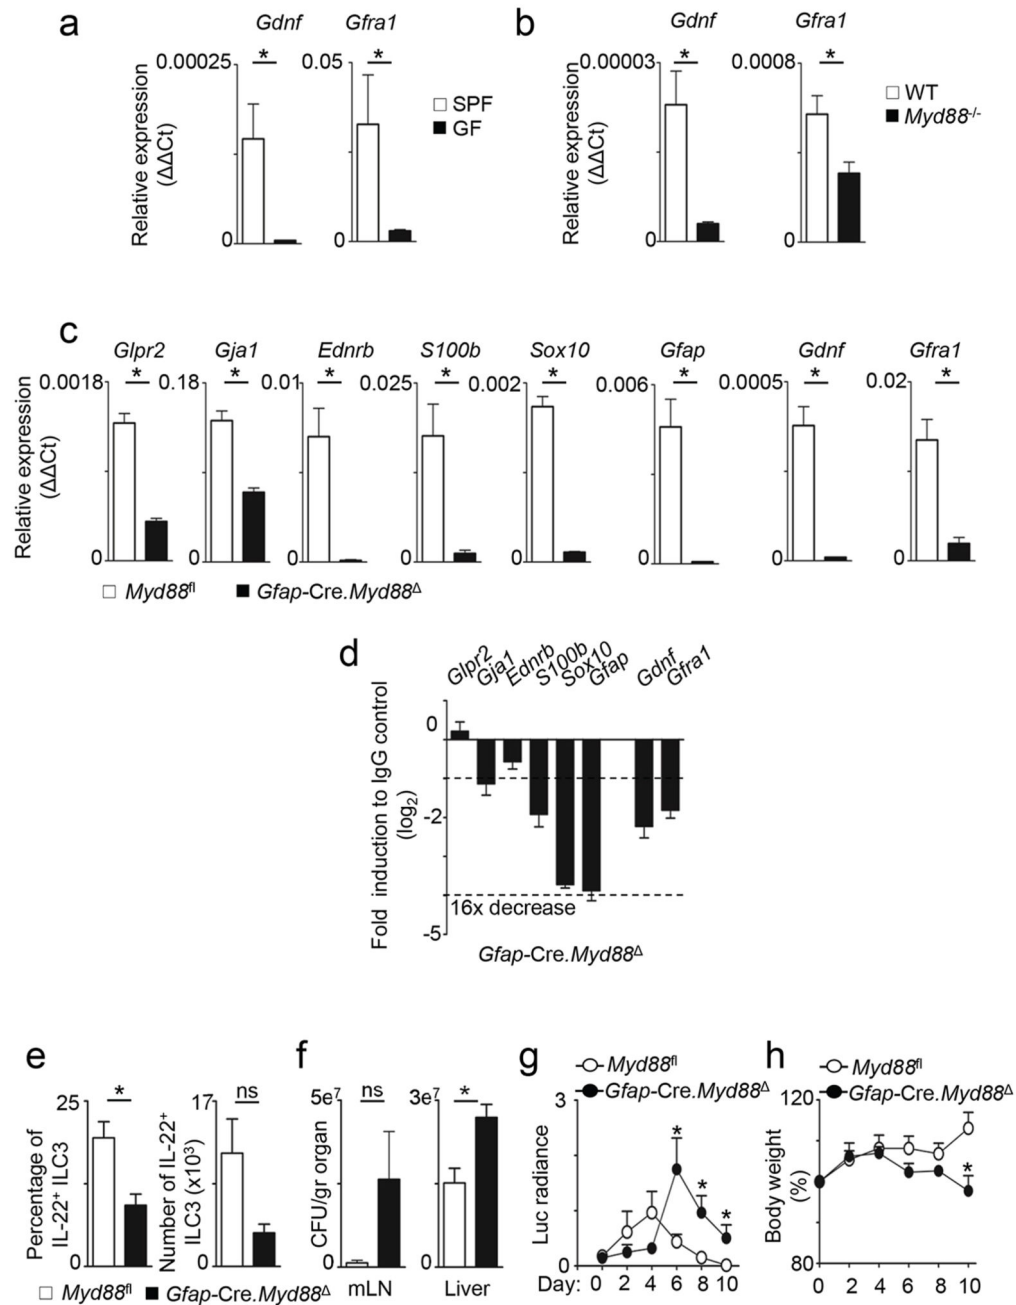 a
Gdnf
Gfra1
0.00025
*
0.05
*
SPF
GF
0
0
Relative expression
(ΔΔCt)
b
Gdnf
Gfra1
0.00003
*
0.0008
*
WT
Myd88-/-
0
0
Relative expression
(ΔΔCt)
c
Glpr2
Gja1
Ednrb
S100b
Sox10
Gfap
Gdnf
Gfra1
0.0018
*
0.18
*
0.01
*
0.025
*
0.002
*
0.006
*
0.0005
*
0.02
*
Relative expression
(ΔΔCt)
0
0
0
0
0
0
0
0
Myd88fl
Gfap-Cre.Myd88Δ
d
Glpr2
Gja1
Ednrb
S100b
Sox10
Gfap
Gdnf
Gfra1
Fold induction to IgG control
(log2)
0
-2
16x decrease
-5
Gfap-Cre.Myd88Δ
e
25
*
0
Percentage of
IL-22+ ILC3
17
ns
0
Number of IL-22+
ILC3 (x10³)
Myd88fl
Gfap-Cre.Myd88Δ
f
5e7
ns
0
CFU/gr organ
mLN
3e7
*
0
Liver
g
Myd88fl
Gfap-Cre.Myd88Δ
3
*
*
*
0
Luc radiance
Day: 0 2 4 6 8 10
h
Myd88fl
Gfap-Cre.Myd88Δ
120
*
80
Body weight
(%)
0 2 4 6 8 10